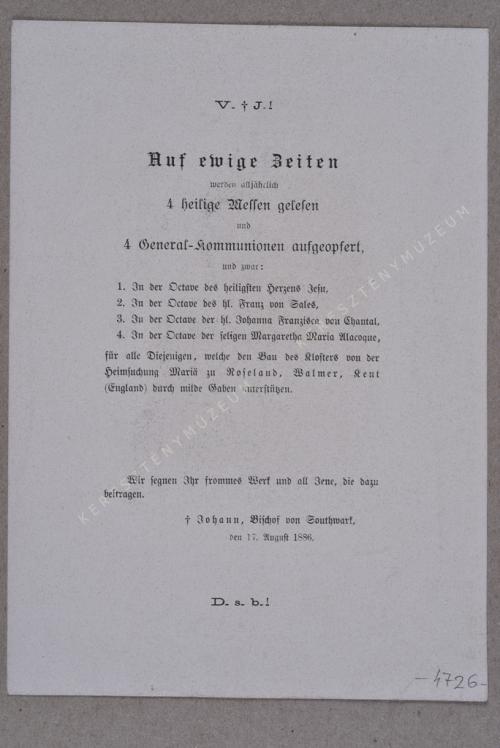 V. † J.!
Auf ewige Zeiten
werden alljährlich
4 heilige Messen gelesen
und
4 General-Kommunionen aufgeopfert,
und zwar:
1. In der Octave des heiligsten Herzens Jesu,
2. In der Octave des hl. Franz von Sales,
3. In der Octave der hl. Johanna Franzisca von Chantal,
4. In der Octave der seligen Margaretha Maria Alacoque,
für alle Diejenigen, welche den Bau des Klosters von der
Heimsuchung Mariä zu Roseland, Walmer, Kent
(England) durch milde Gaben unterstützen.
Wir segnen Ihr frommes Werk und all Jene, die dazu
beitragen.
† Johann, Bischof von Southwark,
den 17. August 1886.
D. s. b.!
-4726-
KERESZTÉNYMÚZEUM
KERESZTÉNYMÚZEUM